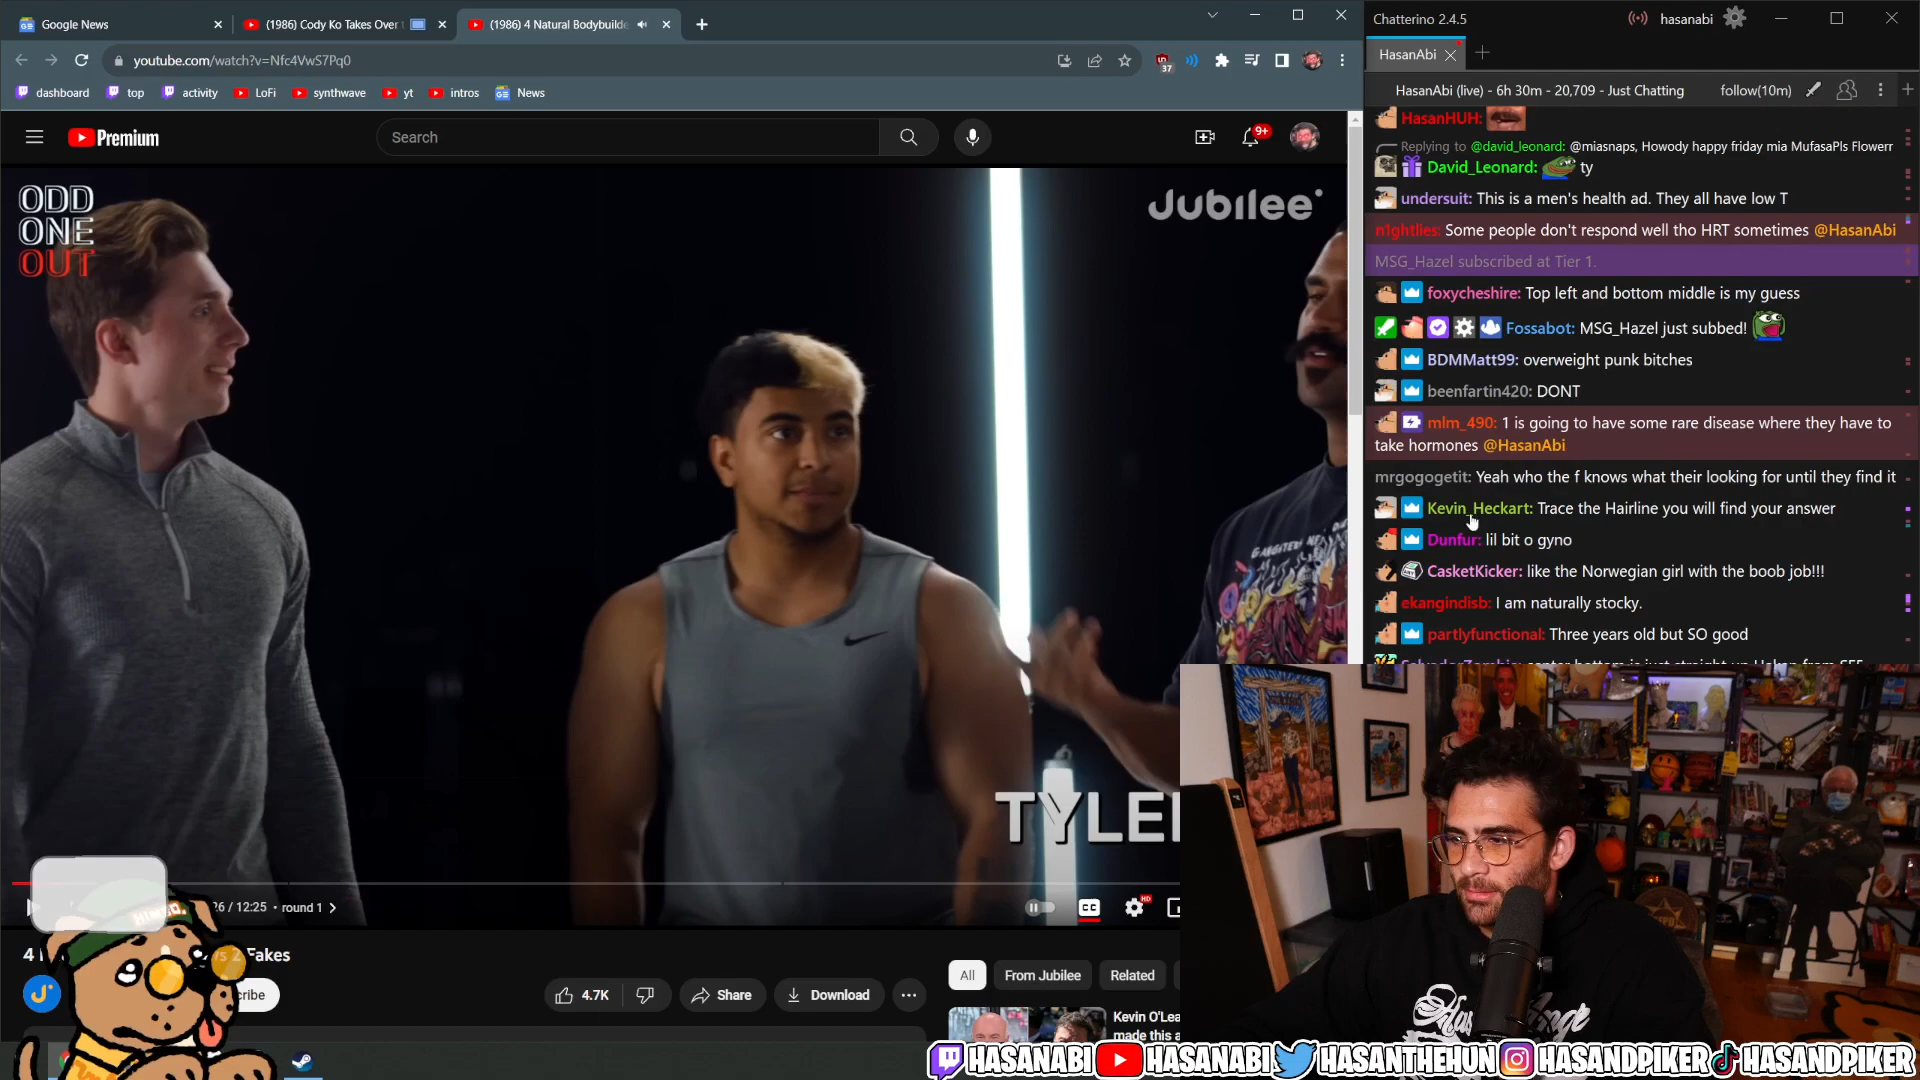 Google News
(1986) Cody Ko Takes Over
(1986) 4 Natural Bodybuilde
youtube.com/watch?v=Nfc4VwS7Pq0
37
dashboard
top
activity
LoFi
synthwave
yt
intros
News
Premium
Search
9+
ODD
ONE
OUT
Jubilee
TYLE
26 / 12:25 • round 1
CC
HD
4
2 Fakes
cribe
4.7K
Share
Download
All
From Jubilee
Related
Kevin O'Lea
made this a
Chatterino 2.4.5
hasanabi
HasanAbi
HasanAbi (live) - 6h 30m - 20,709 - Just Chatting
follow(10m)
HasanHUH:
Replying to @david_leonard: @miasnaps, Howody happy friday mia MufasaPls Flowerr
David_Leonard: ty
undersuit: This is a men's health ad. They all have low T
n1ghtlies: Some people don't respond well tho HRT sometimes @HasanAbi
MSG_Hazel subscribed at Tier 1.
foxycheshire: Top left and bottom middle is my guess
Fossabot: MSG_Hazel just subbed!
BDMMatt99: overweight punk bitches
beenfartin420: DONT
mlm_490: 1 is going to have some rare disease where they have to
take hormones @HasanAbi
mrgogogetit: Yeah who the f knows what their looking for until they find it
Kevin_Heckart: Trace the Hairline you will find your answer
Dunfur: lil bit o gyno
CasketKicker: like the Norwegian girl with the boob job!!!
ekangindisb: I am naturally stocky.
partlyfunctional: Three years old but SO good
HASANABI
HASANABI
HASANTHEHUN
HASANDPIKER
HASANDPIKER